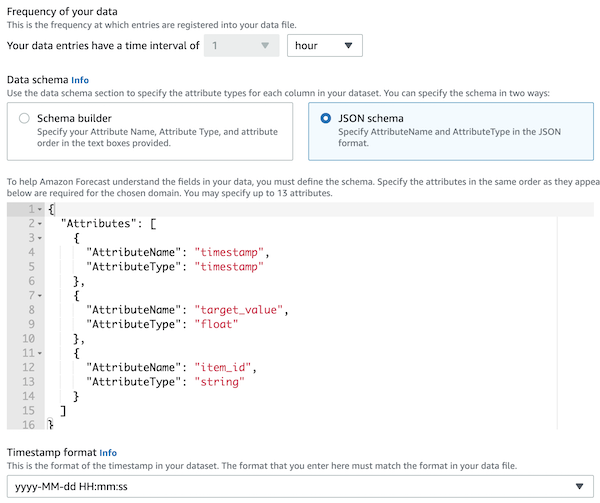 Frequency of your data
This is the frequency at which entries are registered into your data file.
Your data entries have a time interval of 1 hour
Data schema Info
Use the data schema section to specify the attribute types for each column in your dataset. You can specify the schema in two ways:
Schema builder
Specify your Attribute Name, Attribute Type, and attribute
order in the text boxes provided.
JSON schema
Specify AttributeName and AttributeType in the JSON
format.
To help Amazon Forecast understand the fields in your data, you must define the schema. Specify the attributes in the same order as they appea
below are required for the chosen domain. You may specify up to 13 attributes.
1 {
2 "Attributes": [
3 {
4 "AttributeName": "timestamp",
5 "AttributeType": "timestamp"
6 },
7 {
8 "AttributeName": "target_value",
9 "AttributeType": "float"
10 },
11 {
12 "AttributeName": "item_id",
13 "AttributeType": "string"
14 }
15 ]
16 }
Timestamp format Info
This is the format of the timestamp in your dataset. The format that you enter here must match the format in your data file.
yyyy-MM-dd HH:mm:ss